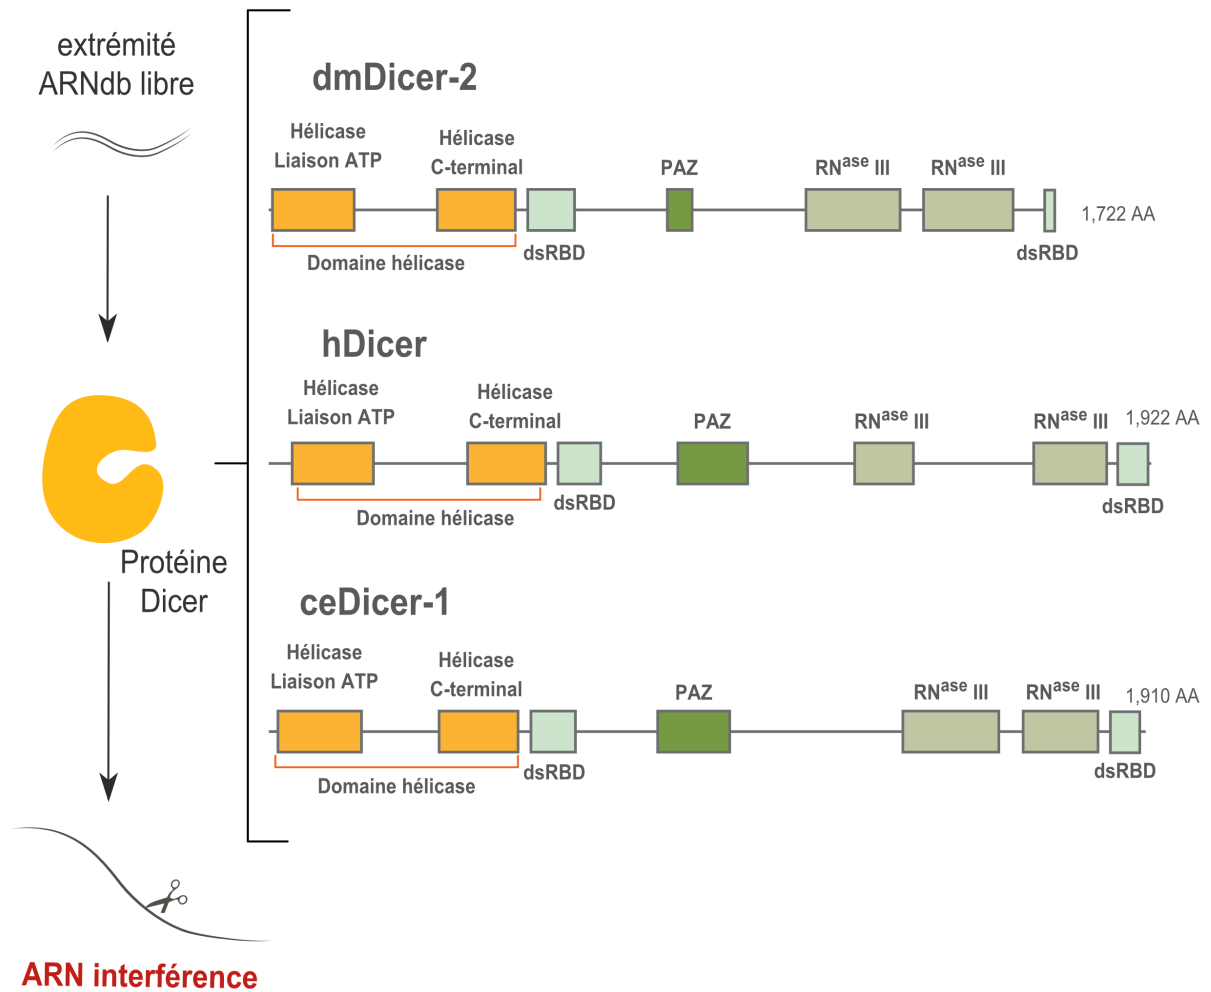 extrémité
ARNdb libre
Protéine
Dicer
ARN interférence
dmDicer-2
Hélicase
Liaison ATP
Hélicase
C-terminal
PAZ
RNase III
RNase III
1,722 AA
dsRBD
dsRBD
Domaine hélicase
hDicer
Hélicase
Liaison ATP
Hélicase
C-terminal
PAZ
RNase III
RNase III
1,922 AA
dsRBD
dsRBD
Domaine hélicase
ceDicer-1
Hélicase
Liaison ATP
Hélicase
C-terminal
PAZ
RNase III
RNase III
1,910 AA
dsRBD
dsRBD
Domaine hélicase